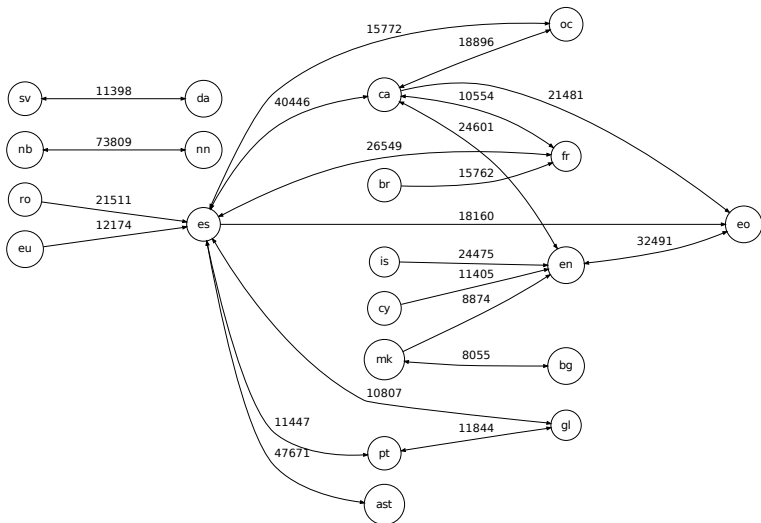 15772
oc
18896
sv
11398
da
ca
40446
10554
21481
24601
nb
73809
nn
26549
fr
br
15762
ro
21511
es
18160
eo
eu
12174
32491
is
24475
en
11405
cy
8874
mk
8055
bg
10807
11447
11844
gl
pt
47671
ast